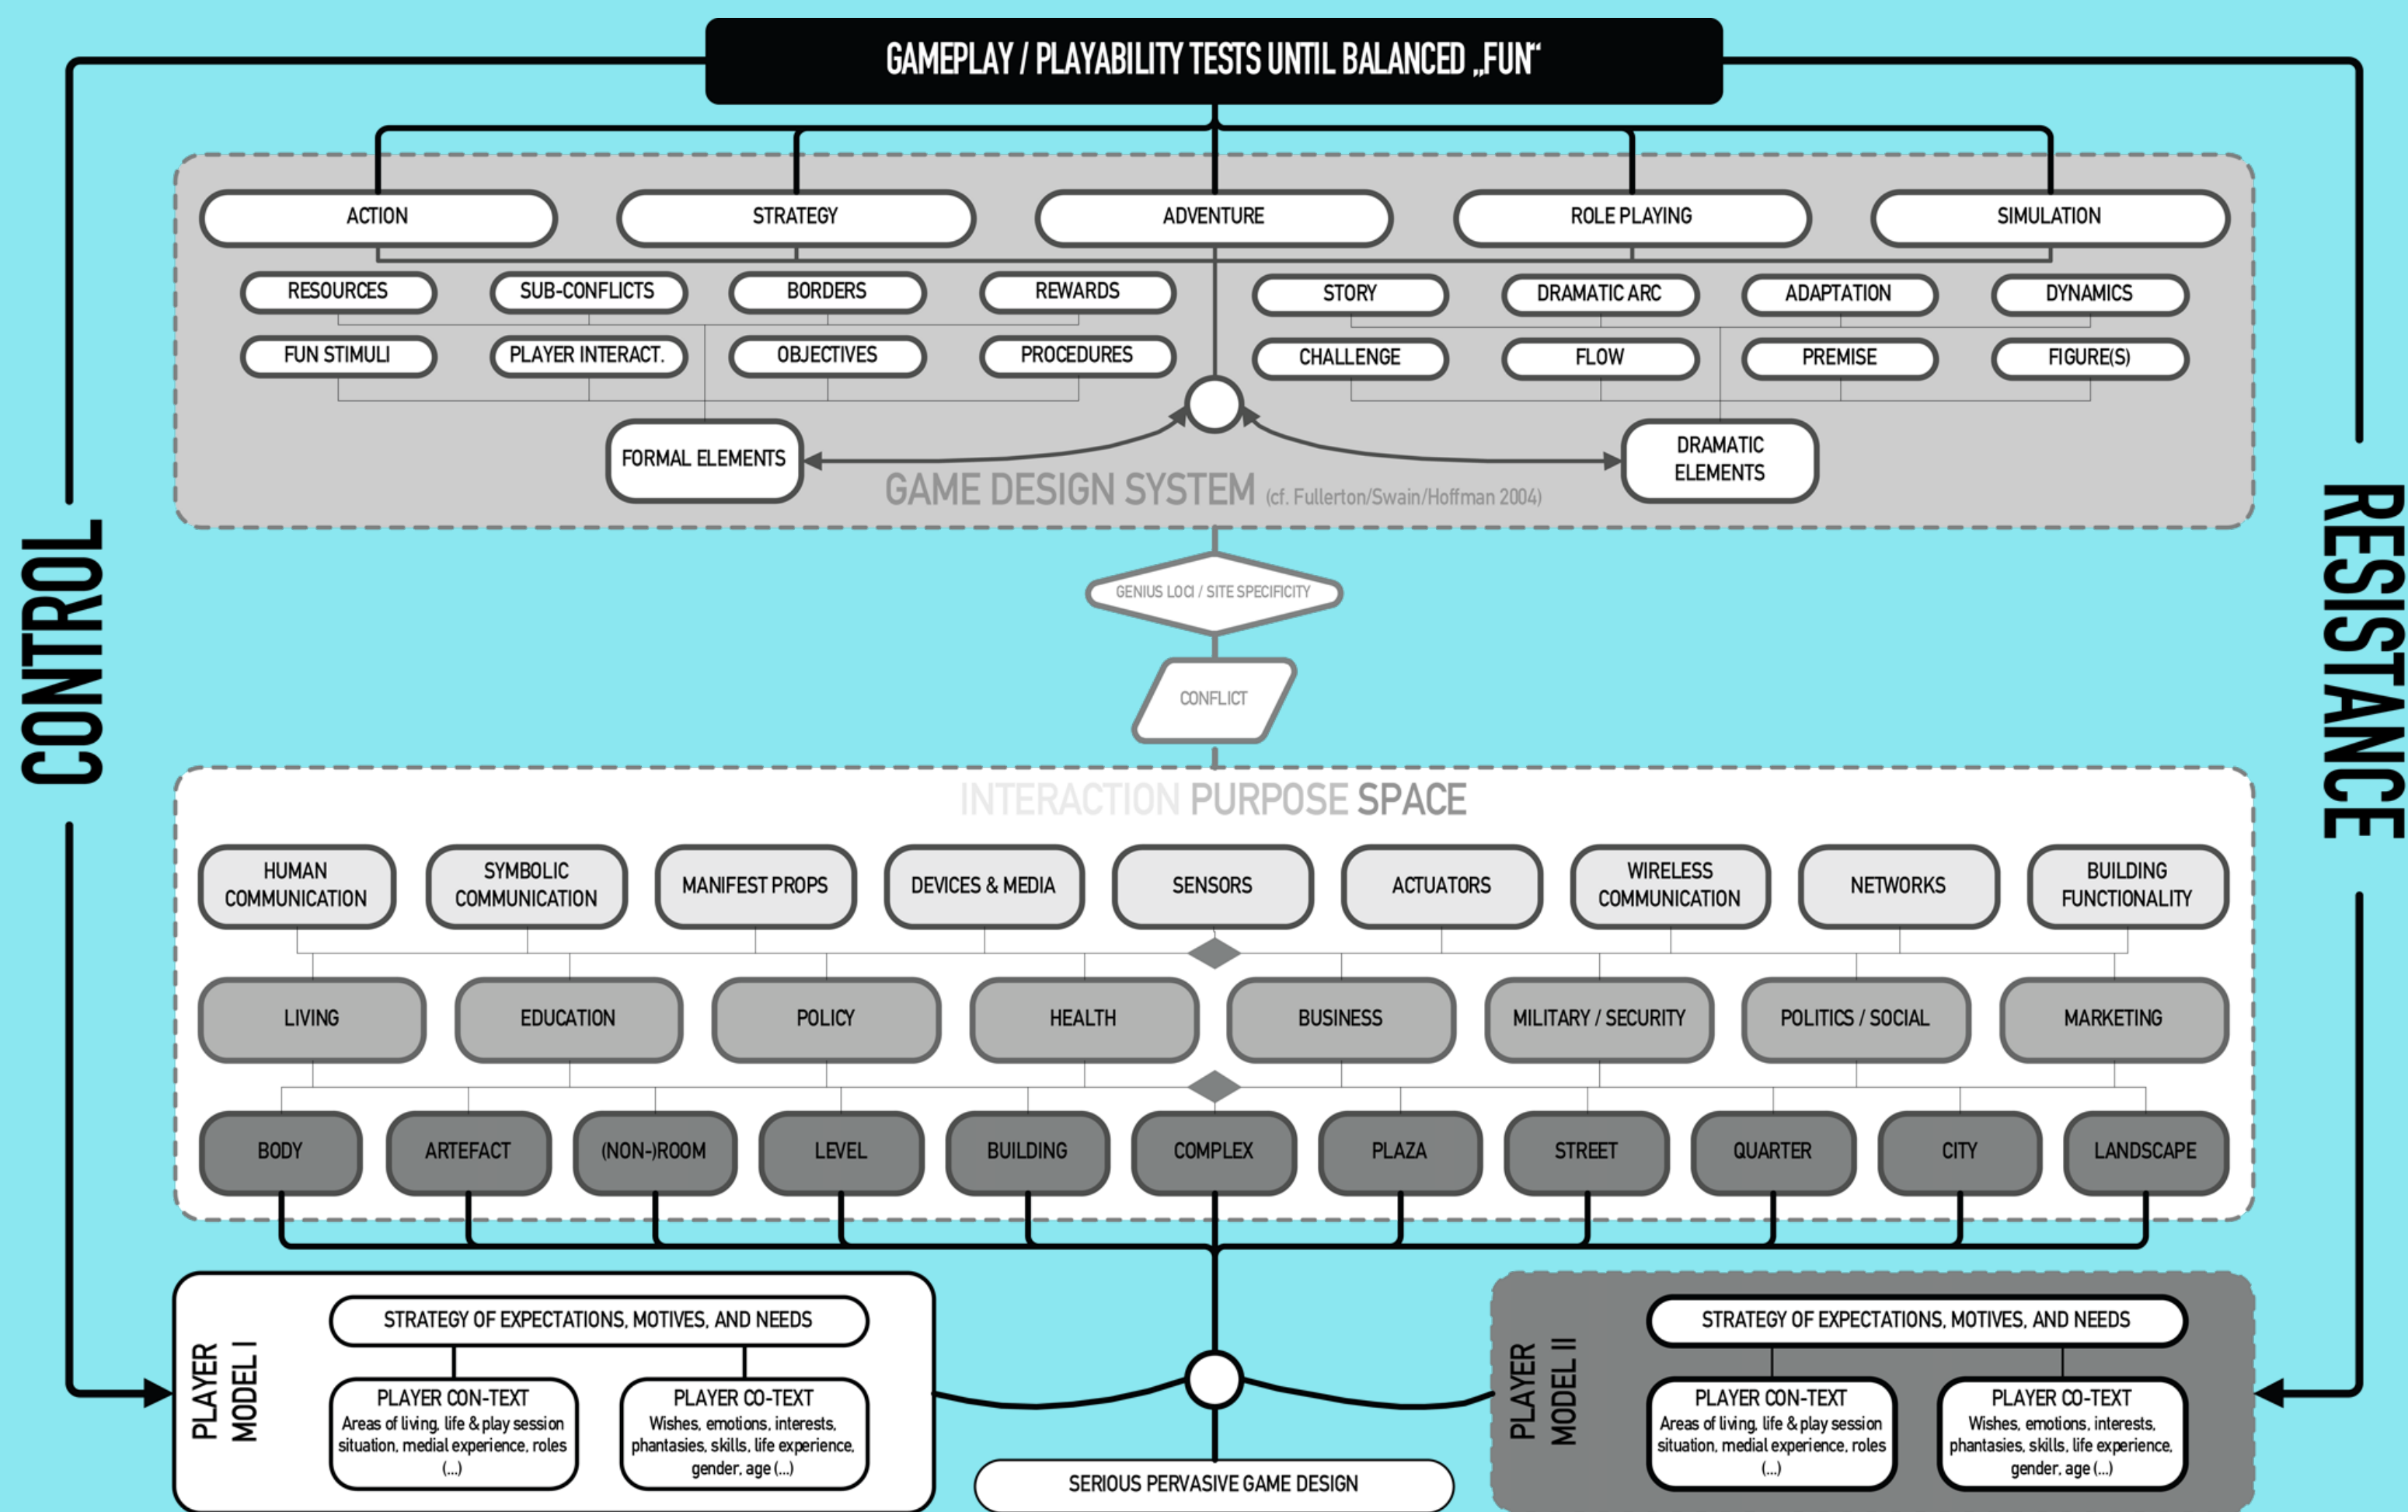 GAMEPLAY / PLAYABILITY TESTS UNTIL BALANCED „FUN“
CONTROL
RESISTANCE
ACTION
STRATEGY
ADVENTURE
ROLE PLAYING
SIMULATION
RESOURCES
SUB-CONFLICTS
BORDERS
REWARDS
STORY
DRAMATIC ARC
ADAPTATION
DYNAMICS
FUN STIMULI
PLAYER INTERACT.
OBJECTIVES
PROCEDURES
CHALLENGE
FLOW
PREMISE
FIGURE(S)
FORMAL ELEMENTS
DRAMATIC
ELEMENTS
GAME DESIGN SYSTEM (cf. Fullerton/Swain/Hoffman 2004)
GENIUS LOCI / SITE SPECIFICITY
CONFLICT
INTERACTION PURPOSE SPACE
HUMAN
COMMUNICATION
SYMBOLIC
COMMUNICATION
MANIFEST PROPS
DEVICES & MEDIA
SENSORS
ACTUATORS
WIRELESS
COMMUNICATION
NETWORKS
BUILDING
FUNCTIONALITY
LIVING
EDUCATION
POLICY
HEALTH
BUSINESS
MILITARY / SECURITY
POLITICS / SOCIAL
MARKETING
BODY
ARTEFACT
(NON-)ROOM
LEVEL
BUILDING
COMPLEX
PLAZA
STREET
QUARTER
CITY
LANDSCAPE
PLAYER
MODEL I
STRATEGY OF EXPECTATIONS, MOTIVES, AND NEEDS
PLAYER CON-TEXT
Areas of living, life & play session
situation, medial experience, roles
(...)
PLAYER CO-TEXT
Wishes, emotions, interests,
phantasies, skills, life experience,
gender, age (...)
SERIOUS PERVASIVE GAME DESIGN
PLAYER
MODEL II
STRATEGY OF EXPECTATIONS, MOTIVES, AND NEEDS
PLAYER CON-TEXT
Areas of living, life & play session
situation, medial experience, roles
(...)
PLAYER CO-TEXT
Wishes, emotions, interests,
phantasies, skills, life experience,
gender, age (...)